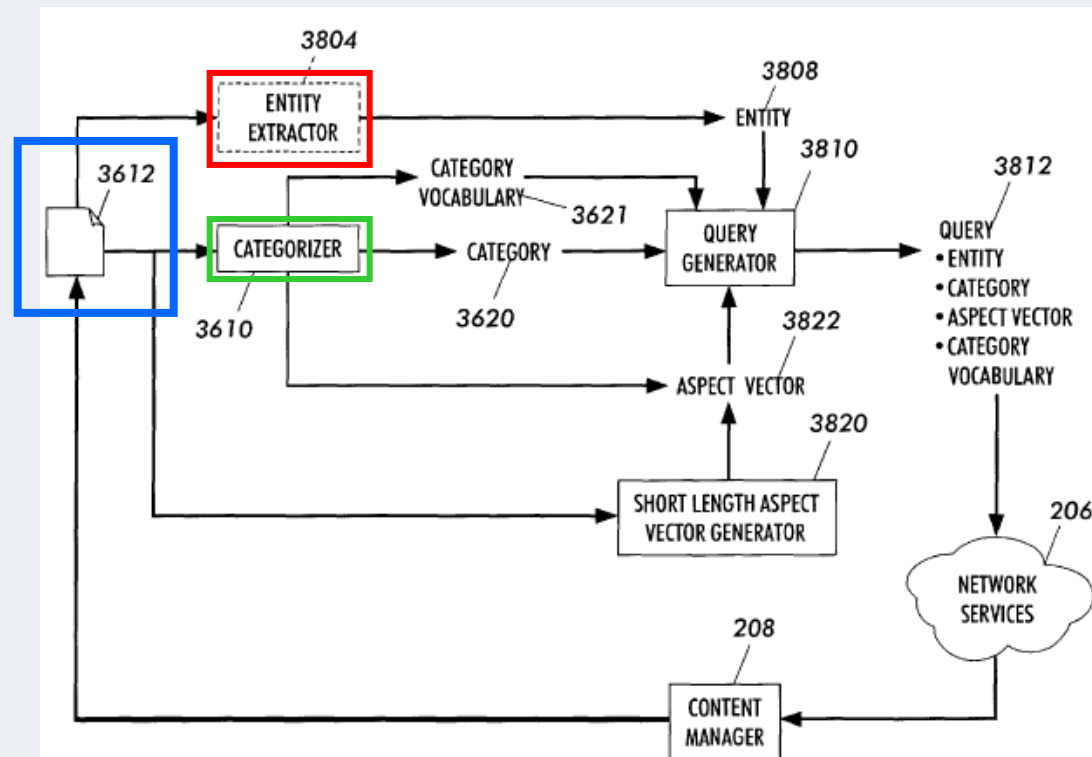 3804
ENTITY
EXTRACTOR
3808
ENTITY
3612
CATEGORY
VOCABULARY
3621
3810
3812
CATEGORIZER
3610
CATEGORY
3620
QUERY
GENERATOR
QUERY
• ENTITY
• CATEGORY
• ASPECT VECTOR
• CATEGORY
VOCABULARY
3822
ASPECT VECTOR
3820
SHORT LENGTH ASPECT
VECTOR GENERATOR
206
NETWORK
SERVICES
208
CONTENT
MANAGER